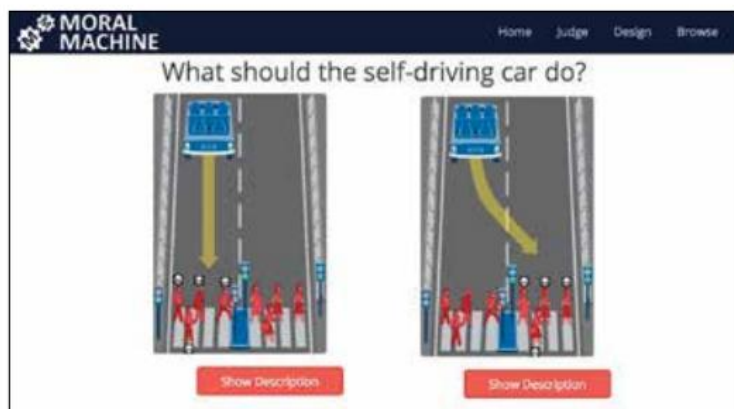 MORAL
MACHINE
Home Judge Design Browse
What should the self-driving car do?
Show Description
Show Description